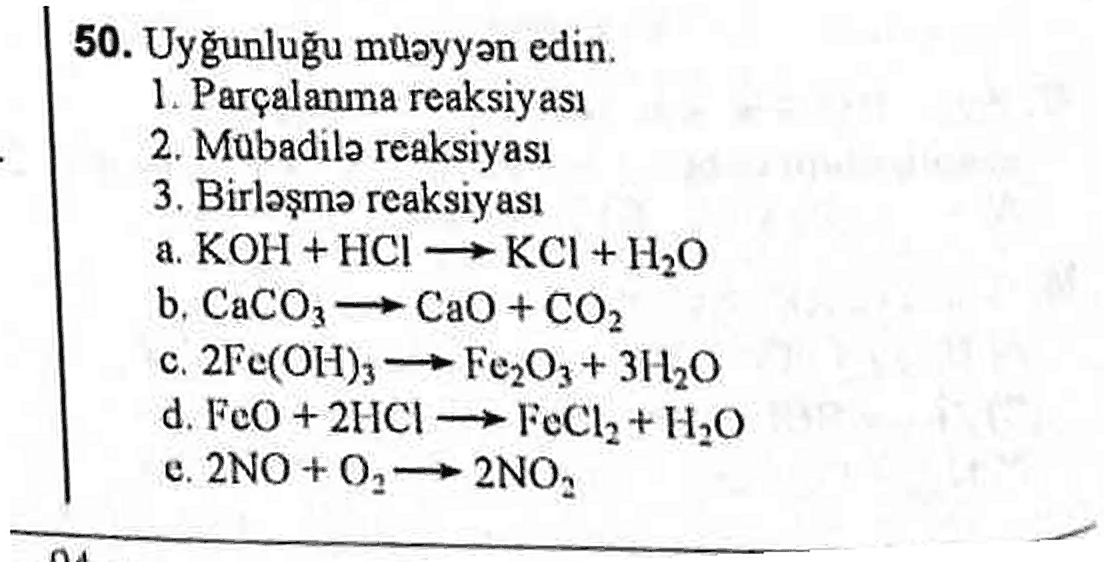 50. Uyğunluğu müəyyən edin.
1. Parçalanma reaksiyası
2. Mübadilə reaksiyası
3. Birləşmə reaksiyası
a. KOH + HCl ⟶ KCl + H₂O
b. CaCO₃ ⟶ CaO + CO₂
c. 2Fe(OH)₃ ⟶ Fe₂O₃ + 3H₂O
d. FeO + 2HCl ⟶ FeCl₂ + H₂O
e. 2NO + O₂ ⟶ 2NO₂